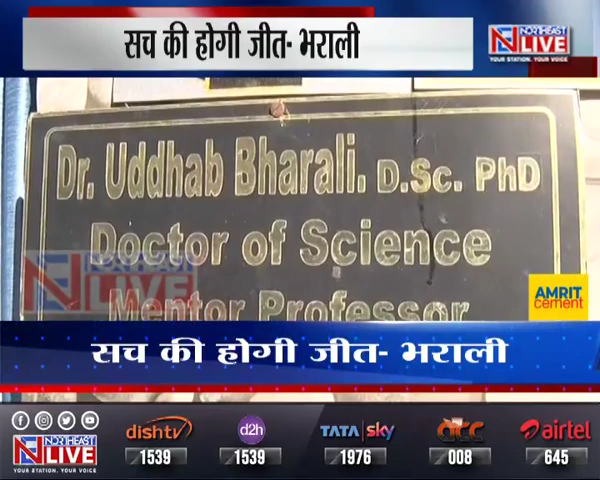 सच की होगी जीत- भराली
NORTHEAST
LIVE
YOUR STATION. YOUR VOICE
Dr. Uddhab Bharali. D.Sc. PhD
Doctor of Science
Mentor Professor
NORTHEAST
LIVE
AMRIT
cement
सच की होगी जीत- भराली
NORTHEAST
LIVE
YOUR STATION. YOUR VOICE
dishtv
1539
d2h
1539
TATA sky
1976
008
airtel
645